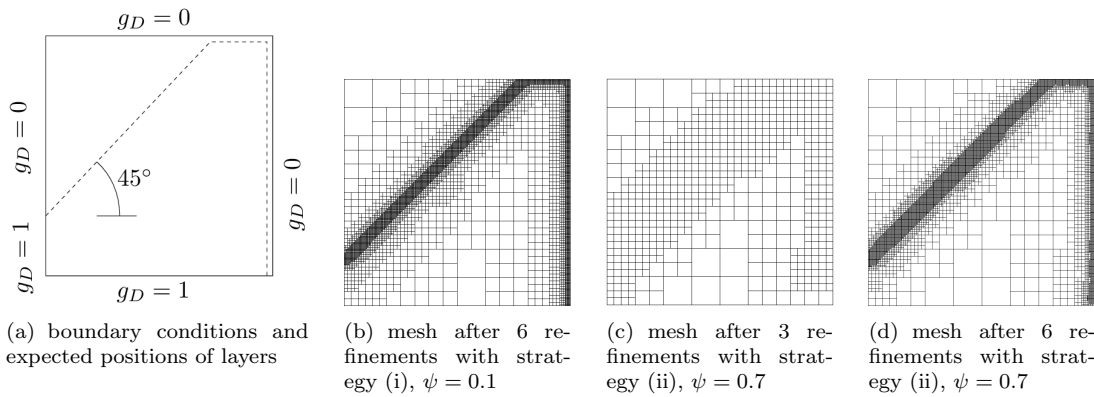 g_D = 0
g_D = 0
45°
g_D = 0
g_D = 1
g_D = 1
(a) boundary conditions and
expected positions of layers
(b) mesh after 6 re-
finements with strat-
egy (i), ψ = 0.1
(c) mesh after 3 re-
finements with strat-
egy (ii), ψ = 0.7
(d) mesh after 6 re-
finements with strat-
egy (ii), ψ = 0.7